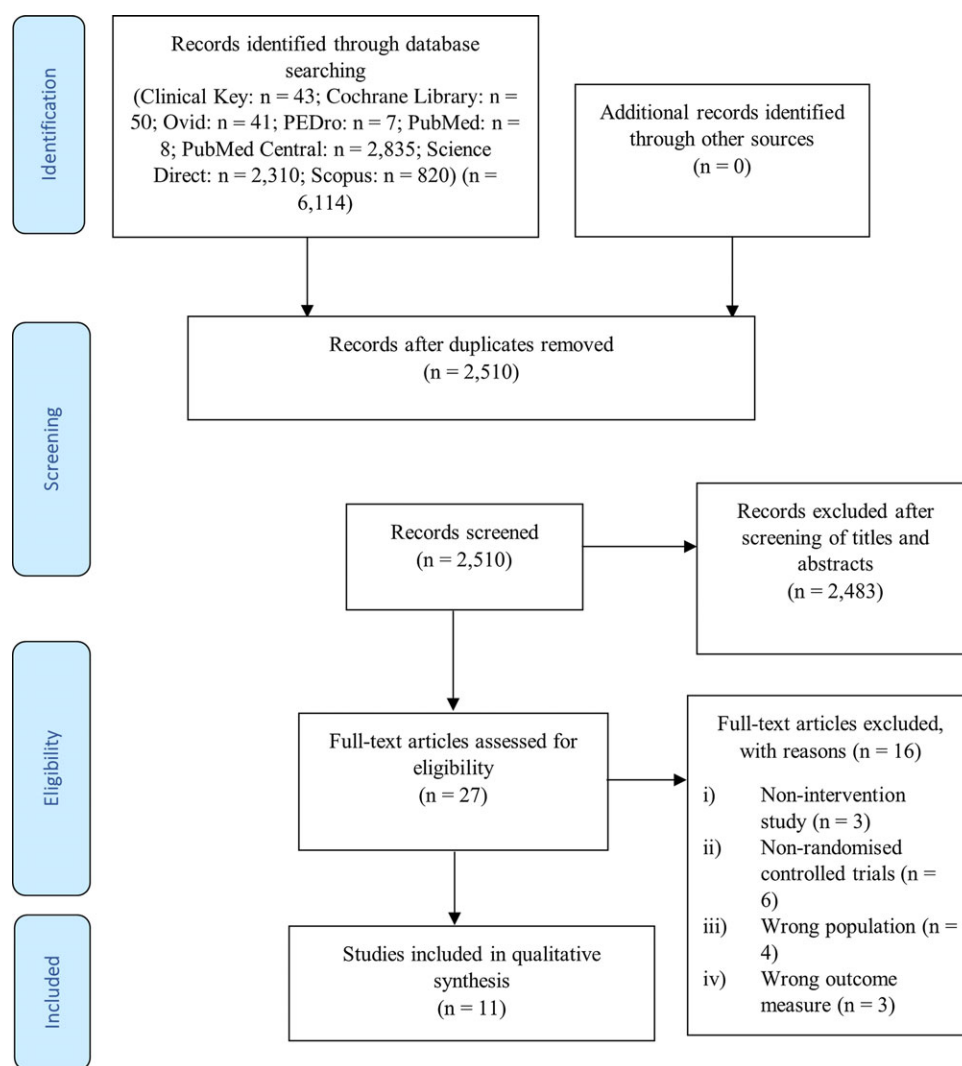 Identification
Records identified through database
searching
(Clinical Key: n = 43; Cochrane Library: n =
50; Ovid: n = 41; PEDro: n = 7; PubMed: n =
8; PubMed Central: n = 2,835; Science
Direct: n = 2,310; Scopus: n = 820) (n =
6,114)
Additional records identified
through other sources
(n = 0)
Screening
Records after duplicates removed
(n = 2,510)
Records screened
(n = 2,510)
Records excluded after
screening of titles and
abstracts
(n = 2,483)
Eligibility
Full-text articles assessed for
eligibility
(n = 27)
Full-text articles excluded,
with reasons (n = 16)
i) Non-intervention
study (n = 3)
ii) Non-randomised
controlled trials (n =
6)
iii) Wrong population (n =
4)
iv) Wrong outcome
measure (n = 3)
Included
Studies included in qualitative
synthesis
(n = 11)